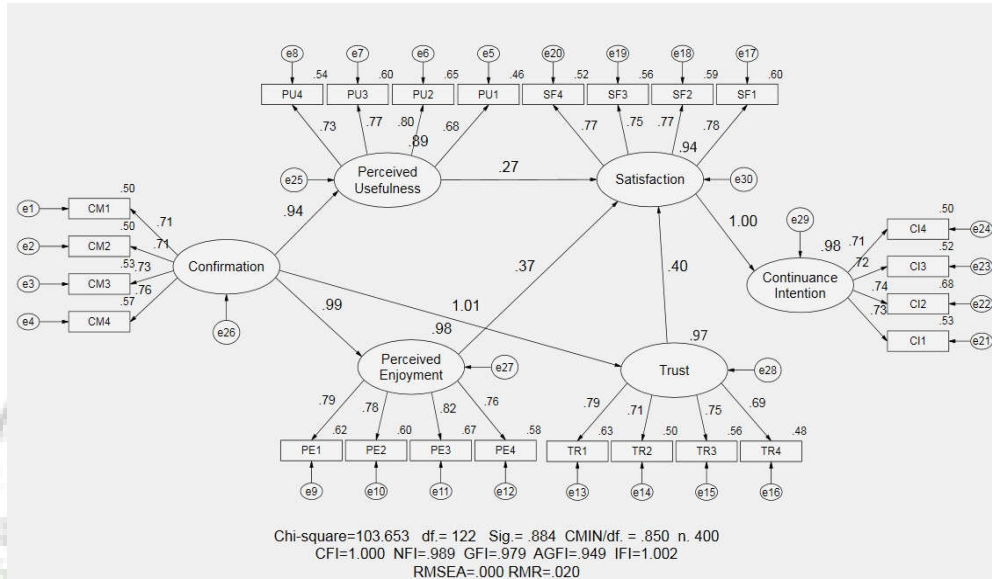 e8 e7 e6 e5 e20 e19 e18 e17
.54 .60 .65 .46 .52 .56 .59 .60
PU4 PU3 PU2 PU1 SF4 SF3 SF2 SF1
.73 .77 .80 .68 .77 .75 .77 .78
.89 .94
e25 Perceived Usefulness .27 Satisfaction e30
.50
e1 CM1 .71
.94
1.00
e29
.50
CI4 e24
.50
e2 CM2 .71
.98 .71
.52
CI3 e23
.72
.53
e3 CM3 .73
Confirmation
.37
.40
Continuance Intention
.68
CI2 e22
.74
.57
e4 CM4 .76
.53
CI1 e21
.73
e26
.99
1.01
.98 .97
Perceived Enjoyment e27 Trust e28
.79 .78 .82 .76 .79 .71 .75 .69
.62 .60 .67 .58 .63 .50 .56 .48
PE1 PE2 PE3 PE4 TR1 TR2 TR3 TR4
e9 e10 e11 e12 e13 e14 e15 e16
Chi-square=103.653 df.= 122 Sig.= .884 CMIN/df. = .850 n. 400
CFI=1.000 NFI=.989 GFI=.979 AGFI=.949 IFI=1.002
RMSEA=.000 RMR=.020